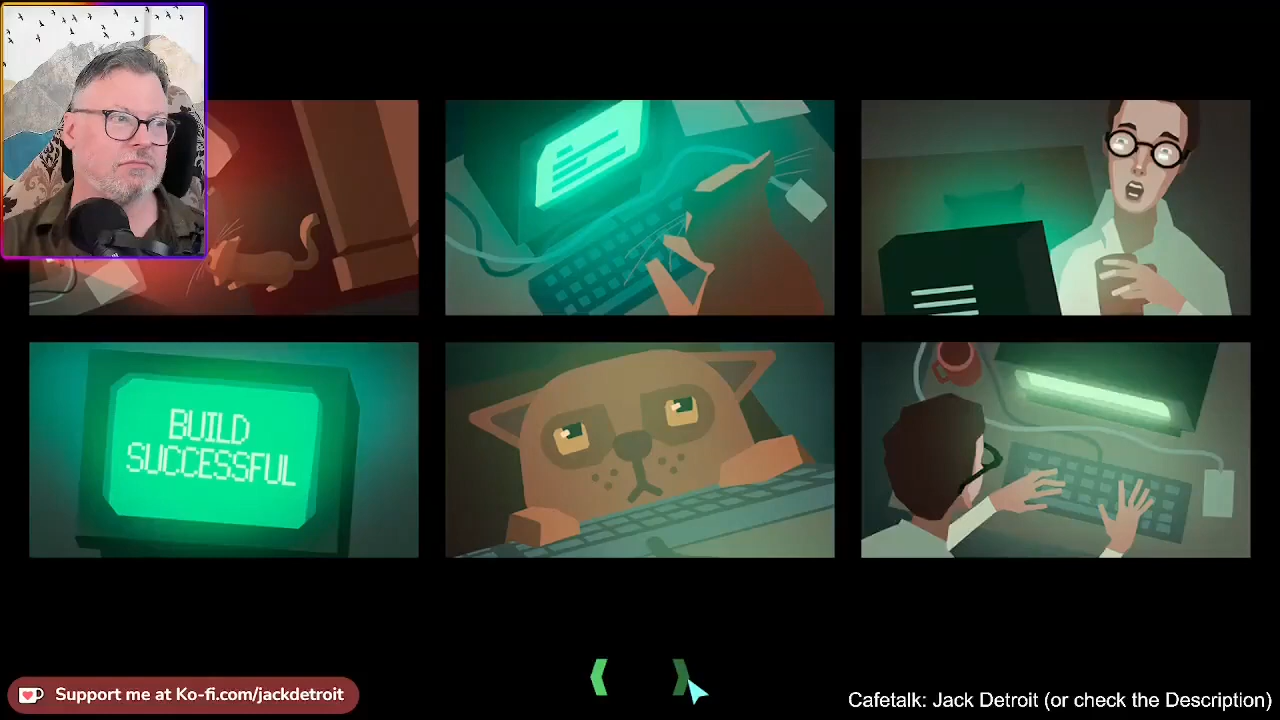 BUILD
SUCCESSFUL
Support me at Ko-fi.com/jackdetroit
Cafetalk: Jack Detroit (or check the Description)